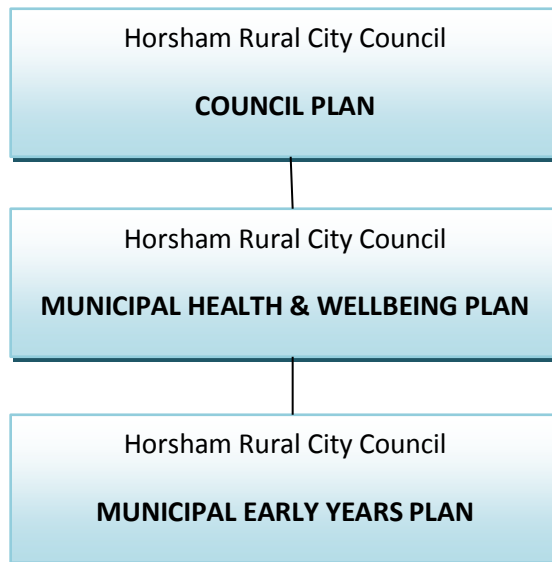 Horsham Rural City Council
COUNCIL PLAN
Horsham Rural City Council
MUNICIPAL HEALTH & WELLBEING PLAN
Horsham Rural City Council
MUNICIPAL EARLY YEARS PLAN